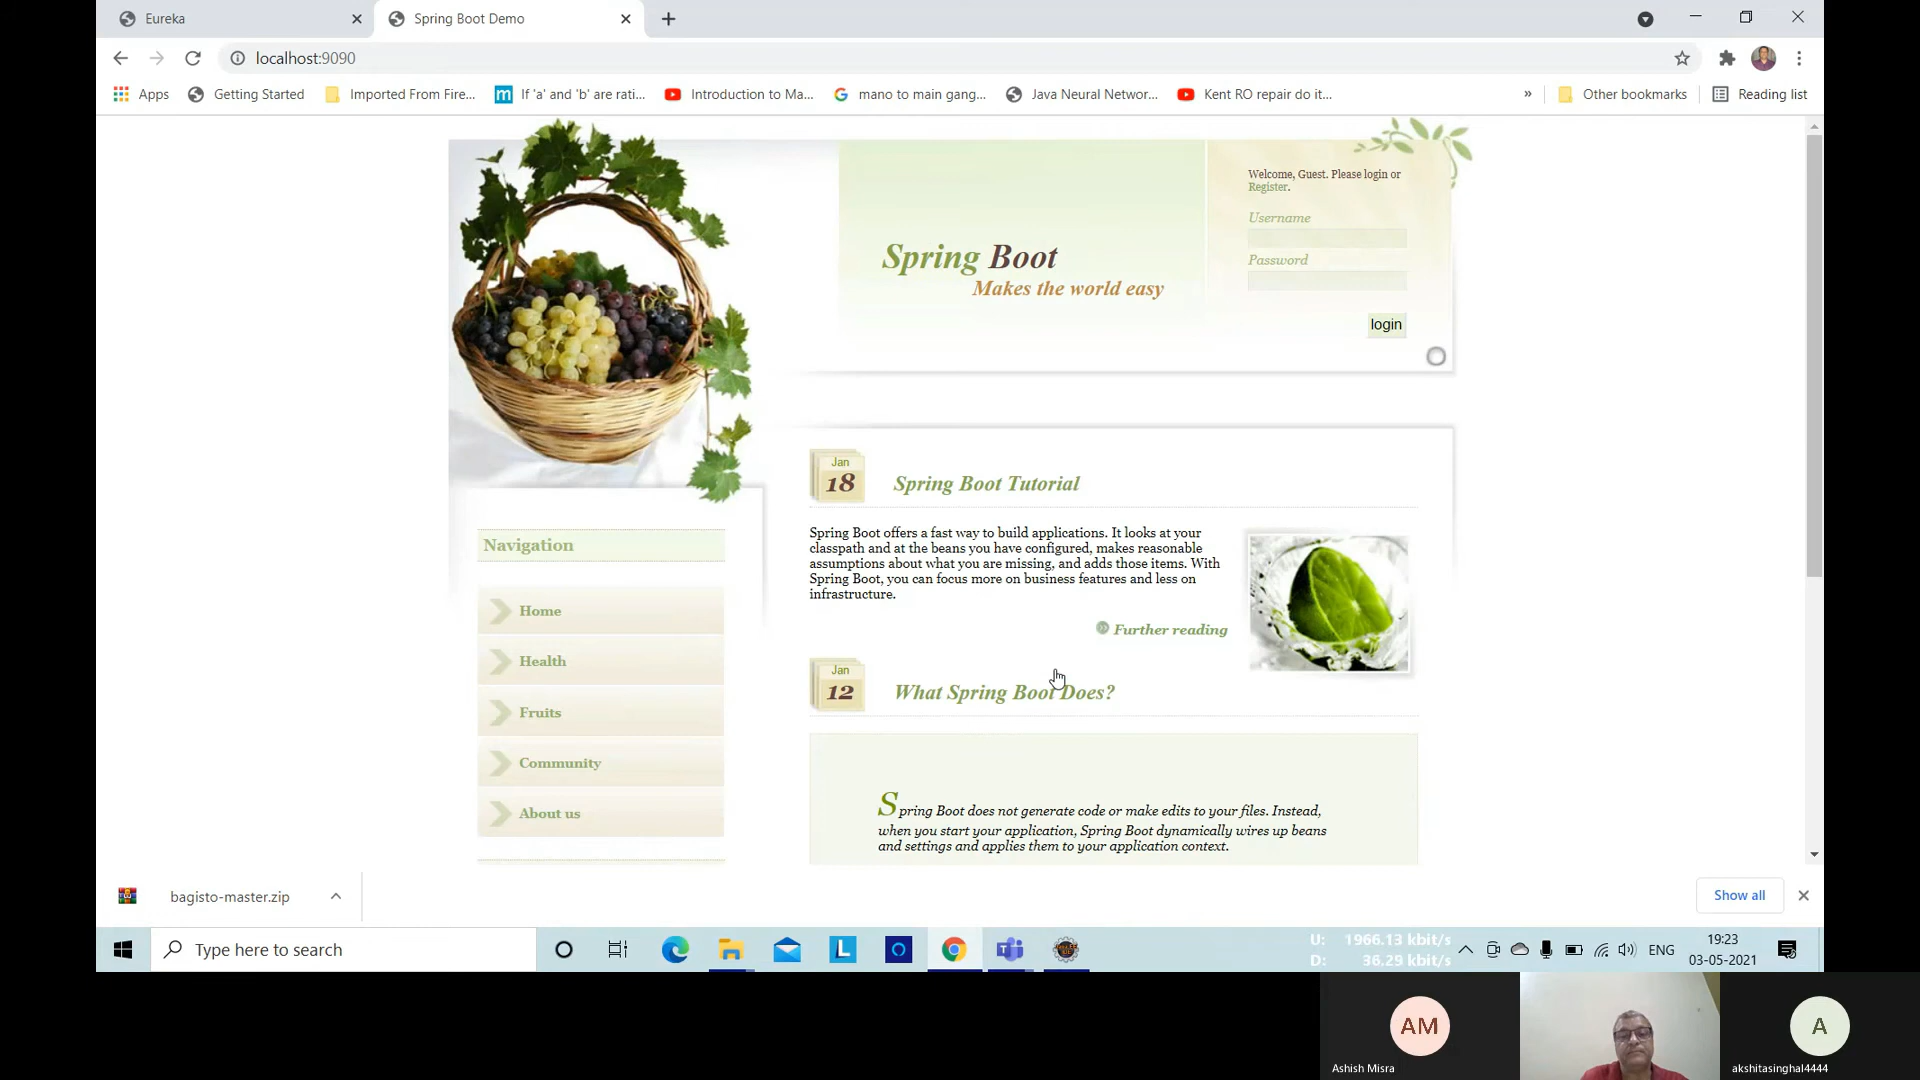 Eureka
Spring Boot Demo
localhost:9090
Apps
Getting Started
Imported From Fire...
m
If 'a' and 'b' are rati...
Introduction to Ma...
mano to main gang...
Java Neural Networ...
Kent RO repair do it...
»
Other bookmarks
Reading list
Welcome, Guest. Please login or
Register.
Username
Password
login
Spring Boot
Makes the world easy
Jan
18
Spring Boot Tutorial
Spring Boot offers a fast way to build applications. It looks at your
classpath and at the beans you have configured, makes reasonable
assumptions about what you are missing, and adds those items. With
Spring Boot, you can focus more on business features and less on
infrastructure.
Further reading
Jan
12
What Spring Boot Does?
Spring Boot does not generate code or make edits to your files. Instead,
when you start your application, Spring Boot dynamically wires up beans
and settings and applies them to your application context.
Navigation
Home
Health
Fruits
Community
About us
bagisto-master.zip
Show all
Type here to search
L
U: 1966.13 kbit/s
D: 36.29 kbit/s
ENG
19:23
03-05-2021
AM
Ashish Misra
A
akshitasinghal4444